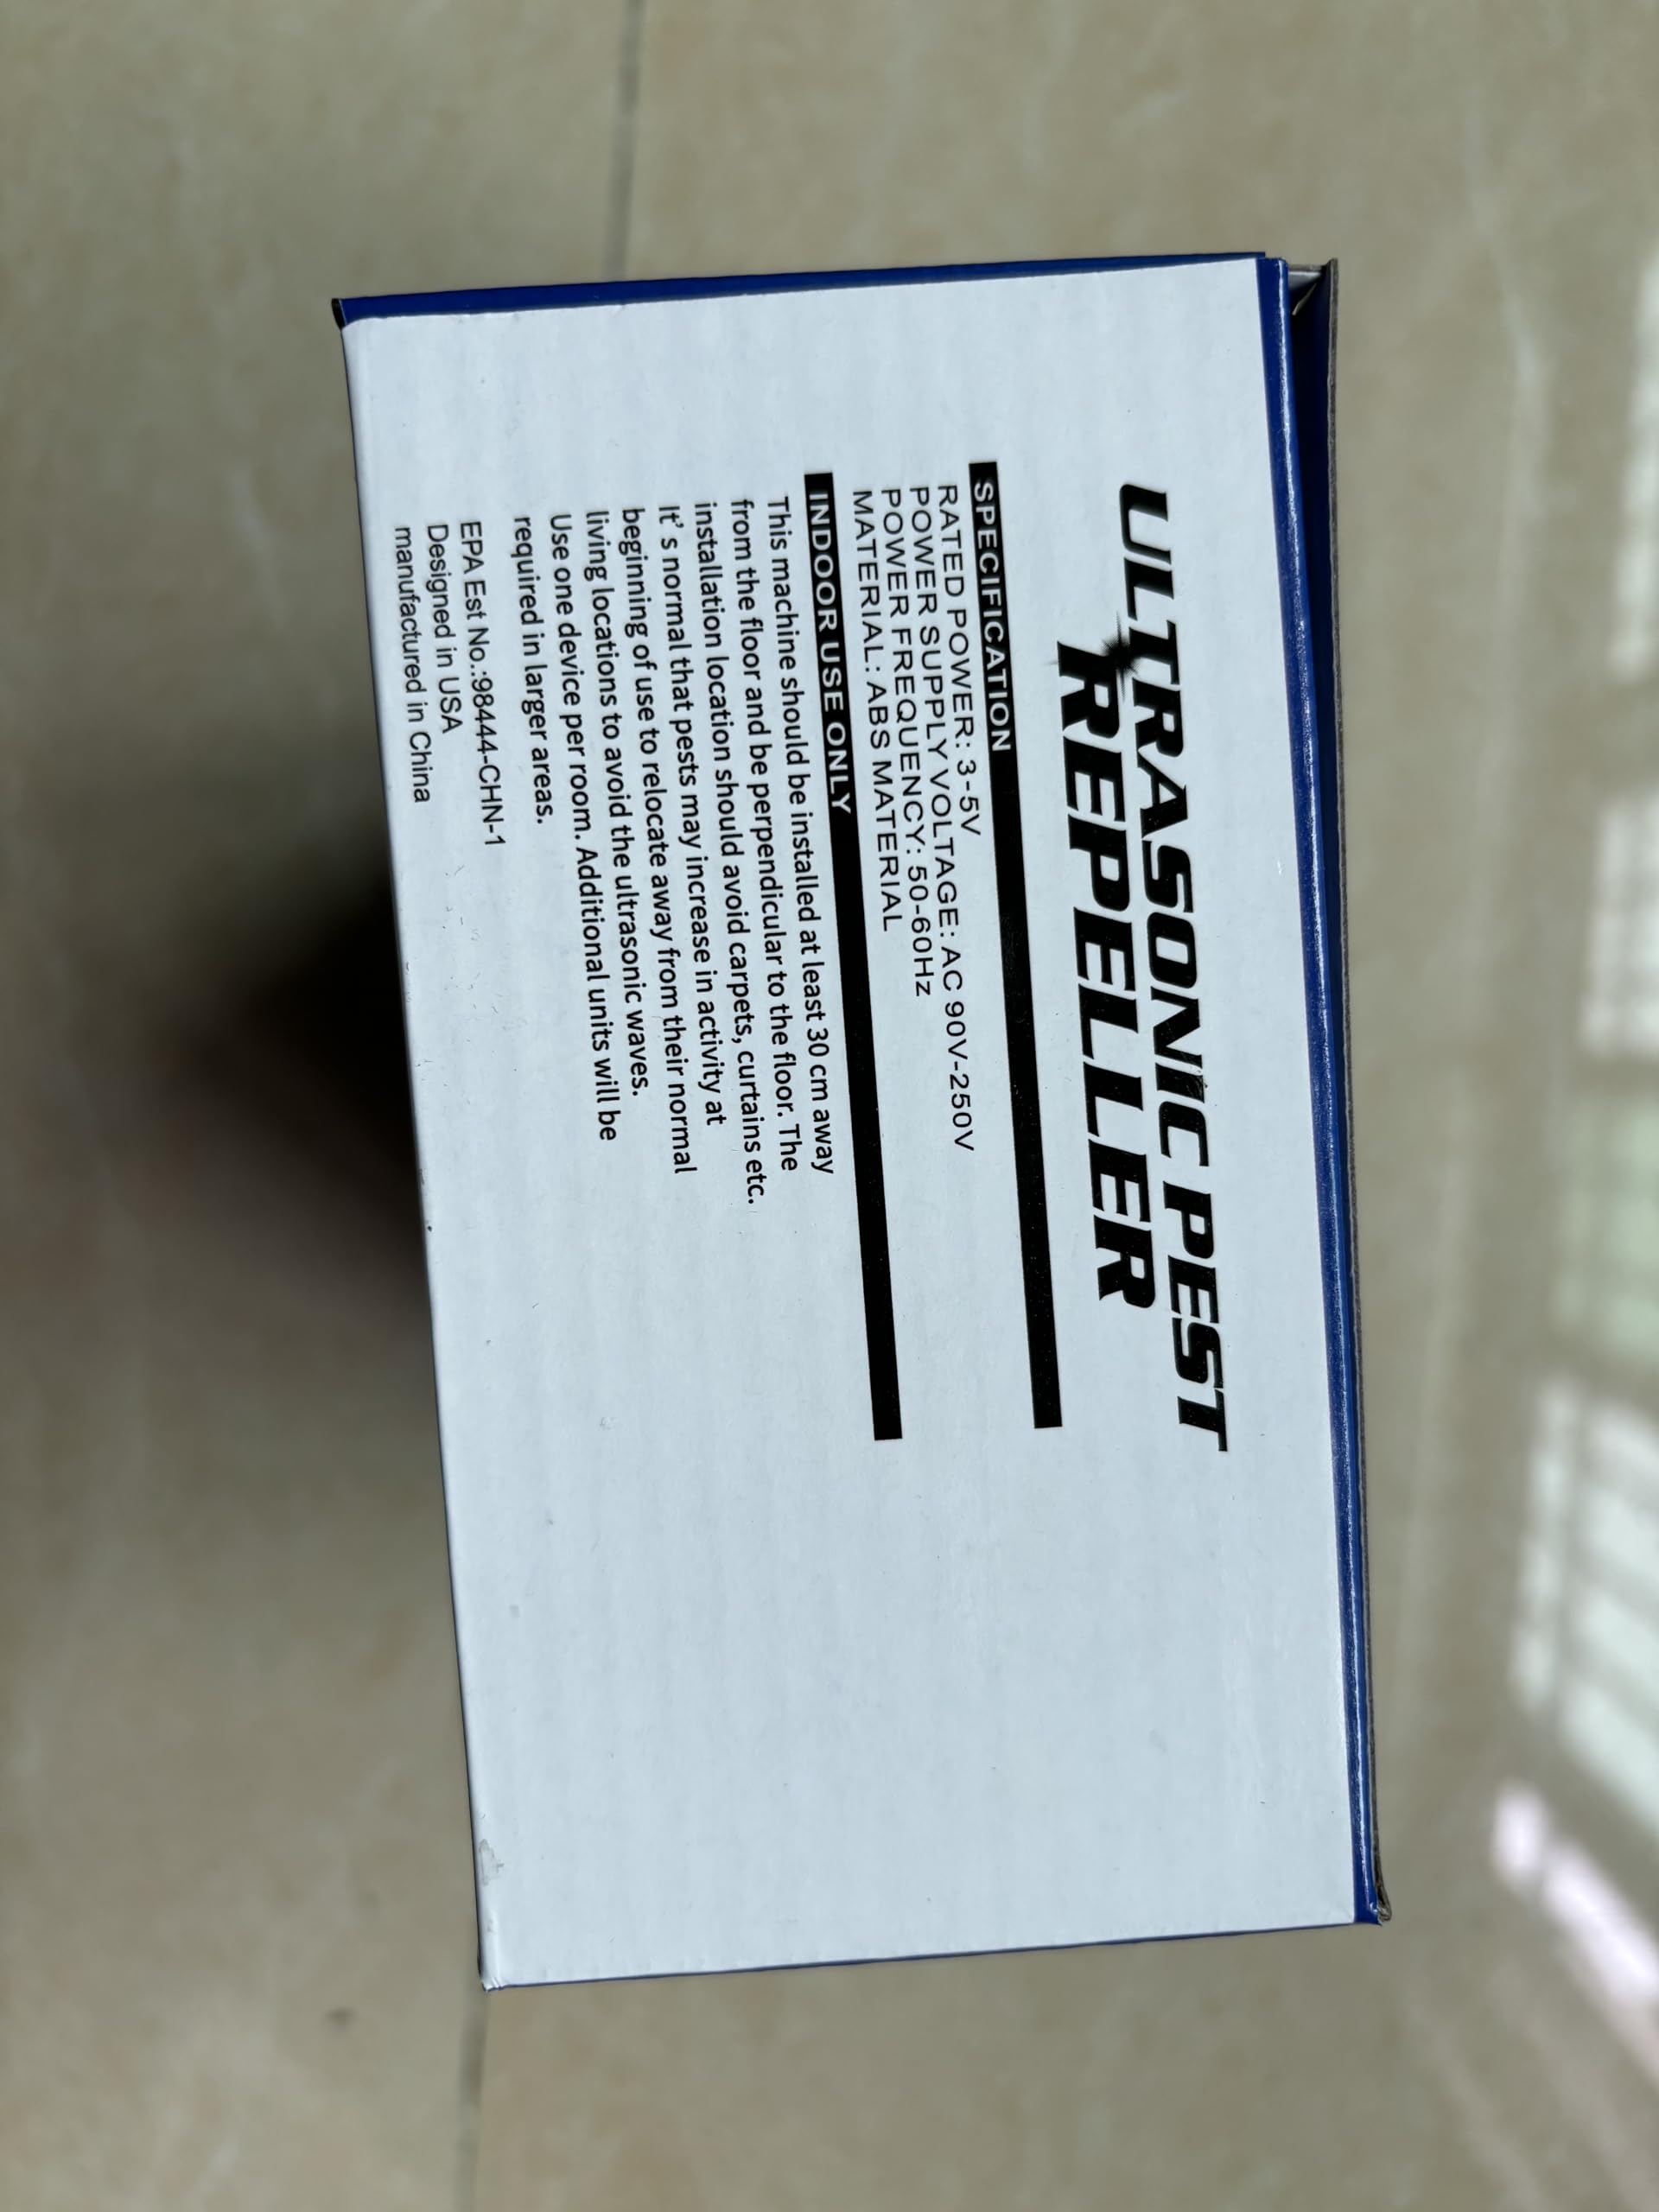 ULTRASONIC PEST
REPELLER
SPECIFICATION
RATED POWER: 3-5V
POWER SUPPLY VOLTAGE: AC 90V-250V
POWER FREQUENCY: 50-60Hz
MATERIAL: ABS MATERIAL
INDOOR USE ONLY
This machine should be installed at least 30 cm away
from the floor and be perpendicular to the floor. The
installation location should avoid carpets, curtains etc.
It's normal that pests may increase in activity at
beginning of use to relocate away from their normal
living locations to avoid the ultrasonic waves.
Use one device per room. Additional units will be
required in larger areas.
EPA Est No.:98444-CHN-1
Designed in USA
manufactured in China